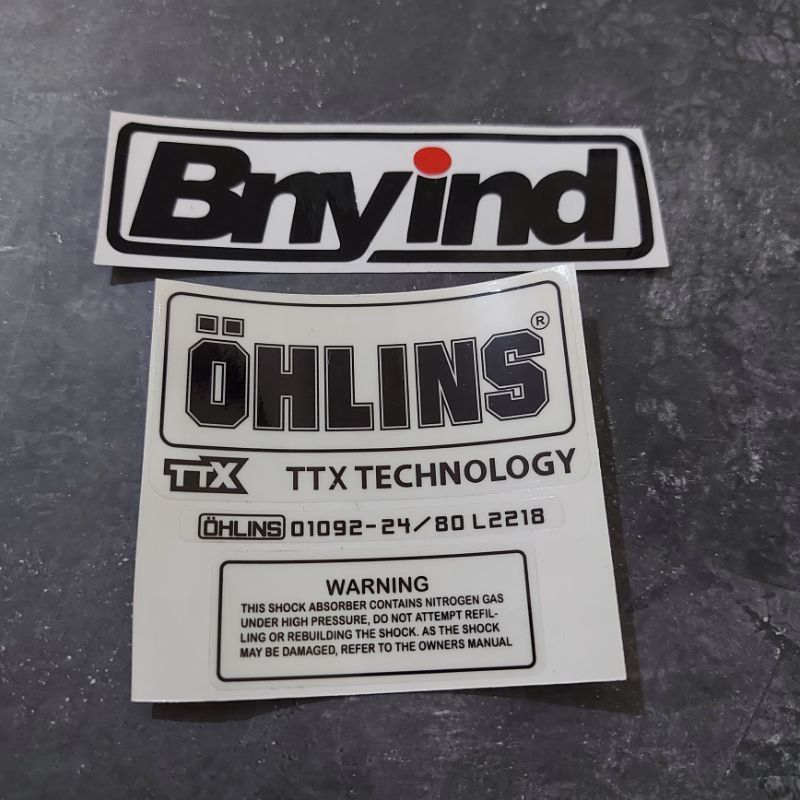 Bnyind
ÖHLINS®
TTX TTX TECHNOLOGY
ÖHLINS 01092-24/80 L2218
WARNING
THIS SHOCK ABSORBER CONTAINS NITROGEN GAS
UNDER HIGH PRESSURE, DO NOT ATTEMPT REFIL-
LING OR REBUILDING THE SHOCK. AS THE SHOCK
MAY BE DAMAGED, REFER TO THE OWNERS MANUAL